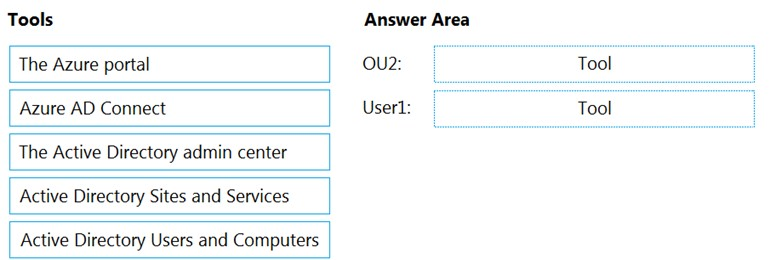 Tools
Answer Area
The Azure portal
OU2:
Tool
Azure AD Connect
User1:
Tool
The Active Directory admin center
Active Directory Sites and Services
Active Directory Users and Computers